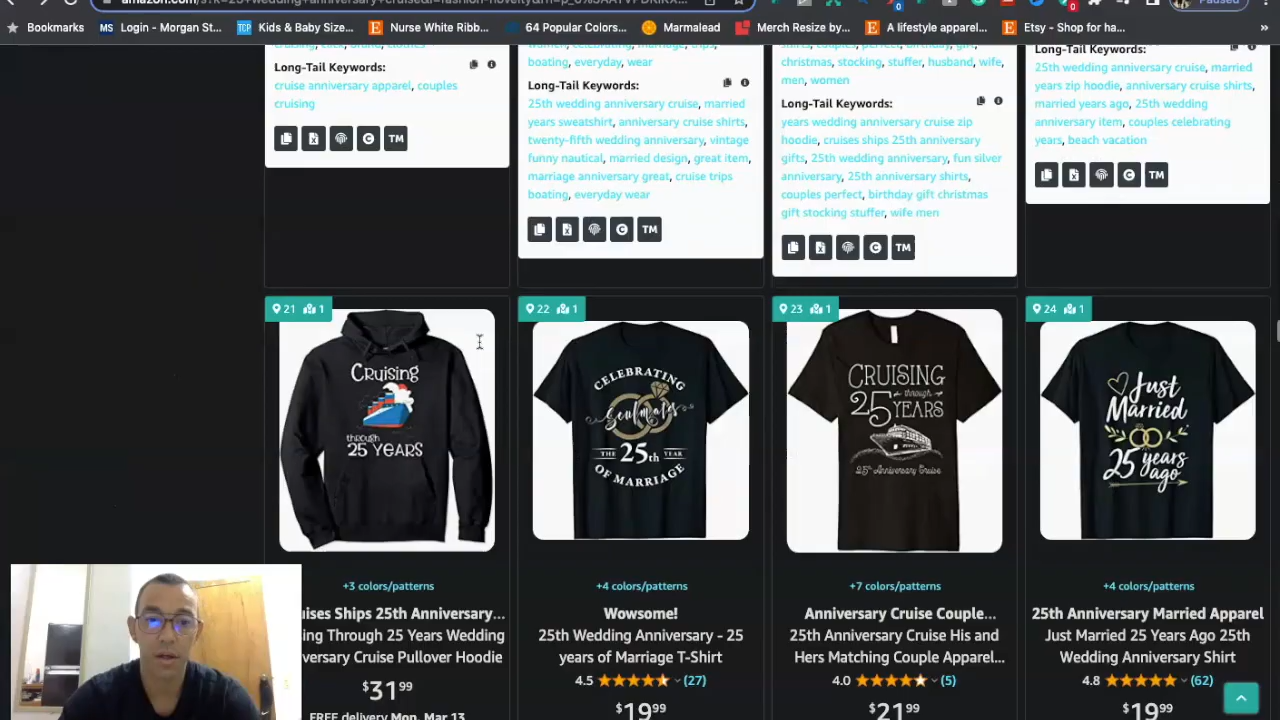 Bookmarks
Login - Morgan St...
Kids & Baby Size...
Nurse White Ribb...
64 Popular Colors...
Marmalead
Merch Resize by...
A lifestyle apparel...
Etsy - Shop for ha...
»
Paused
Long-Tail Keywords:
cruise anniversary apparel, couples
cruising
boating, everyday, wear
Long-Tail Keywords:
25th wedding anniversary cruise, married
years sweatshirt, anniversary cruise shirts,
twenty-fifth wedding anniversary, vintage
funny nautical, married design, great item,
marriage anniversary great, cruise trips
boating, everyday wear
christmas, stocking, stuffer, husband, wife,
men, women
Long-Tail Keywords:
years wedding anniversary cruise zip
hoodie, cruises ships 25th anniversary
gifts, 25th wedding anniversary, fun silver
anniversary, 25th anniversary shirts,
couples perfect, birthday gift christmas
gift stocking stuffer, wife men
Long-Tail Keywords:
25th wedding anniversary cruise, married
years zip hoodie, anniversary cruise shirts,
married years ago, 25th wedding
anniversary item, couples celebrating
years, beach vacation
TM
TM
TM
TM
21 1
22 1
23 1
24 1
Cruising
through
25 YEARS
CELEBRATING
Soulmates
THE 25th YEAR
OF MARRIAGE
CRUISING
through
25 YEARS
25th Anniversary Cruise
Just
Married
25 years
ago
+3 colors/patterns
uises Ships 25th Anniversary...
ing Through 25 Years Wedding
versary Cruise Pullover Hoodie
$31 99
FREE delivery Mon, Mar 13
+4 colors/patterns
Wowsome!
25th Wedding Anniversary - 25
years of Marriage T-Shirt
4.5 (27)
$19 99
+7 colors/patterns
Anniversary Cruise Couple...
25th Anniversary Cruise His and
Hers Matching Couple Apparel...
4.0 (5)
$21 99
+4 colors/patterns
25th Anniversary Married Apparel
Just Married 25 Years Ago 25th
Wedding Anniversary Shirt
4.8 (62)
$19 99